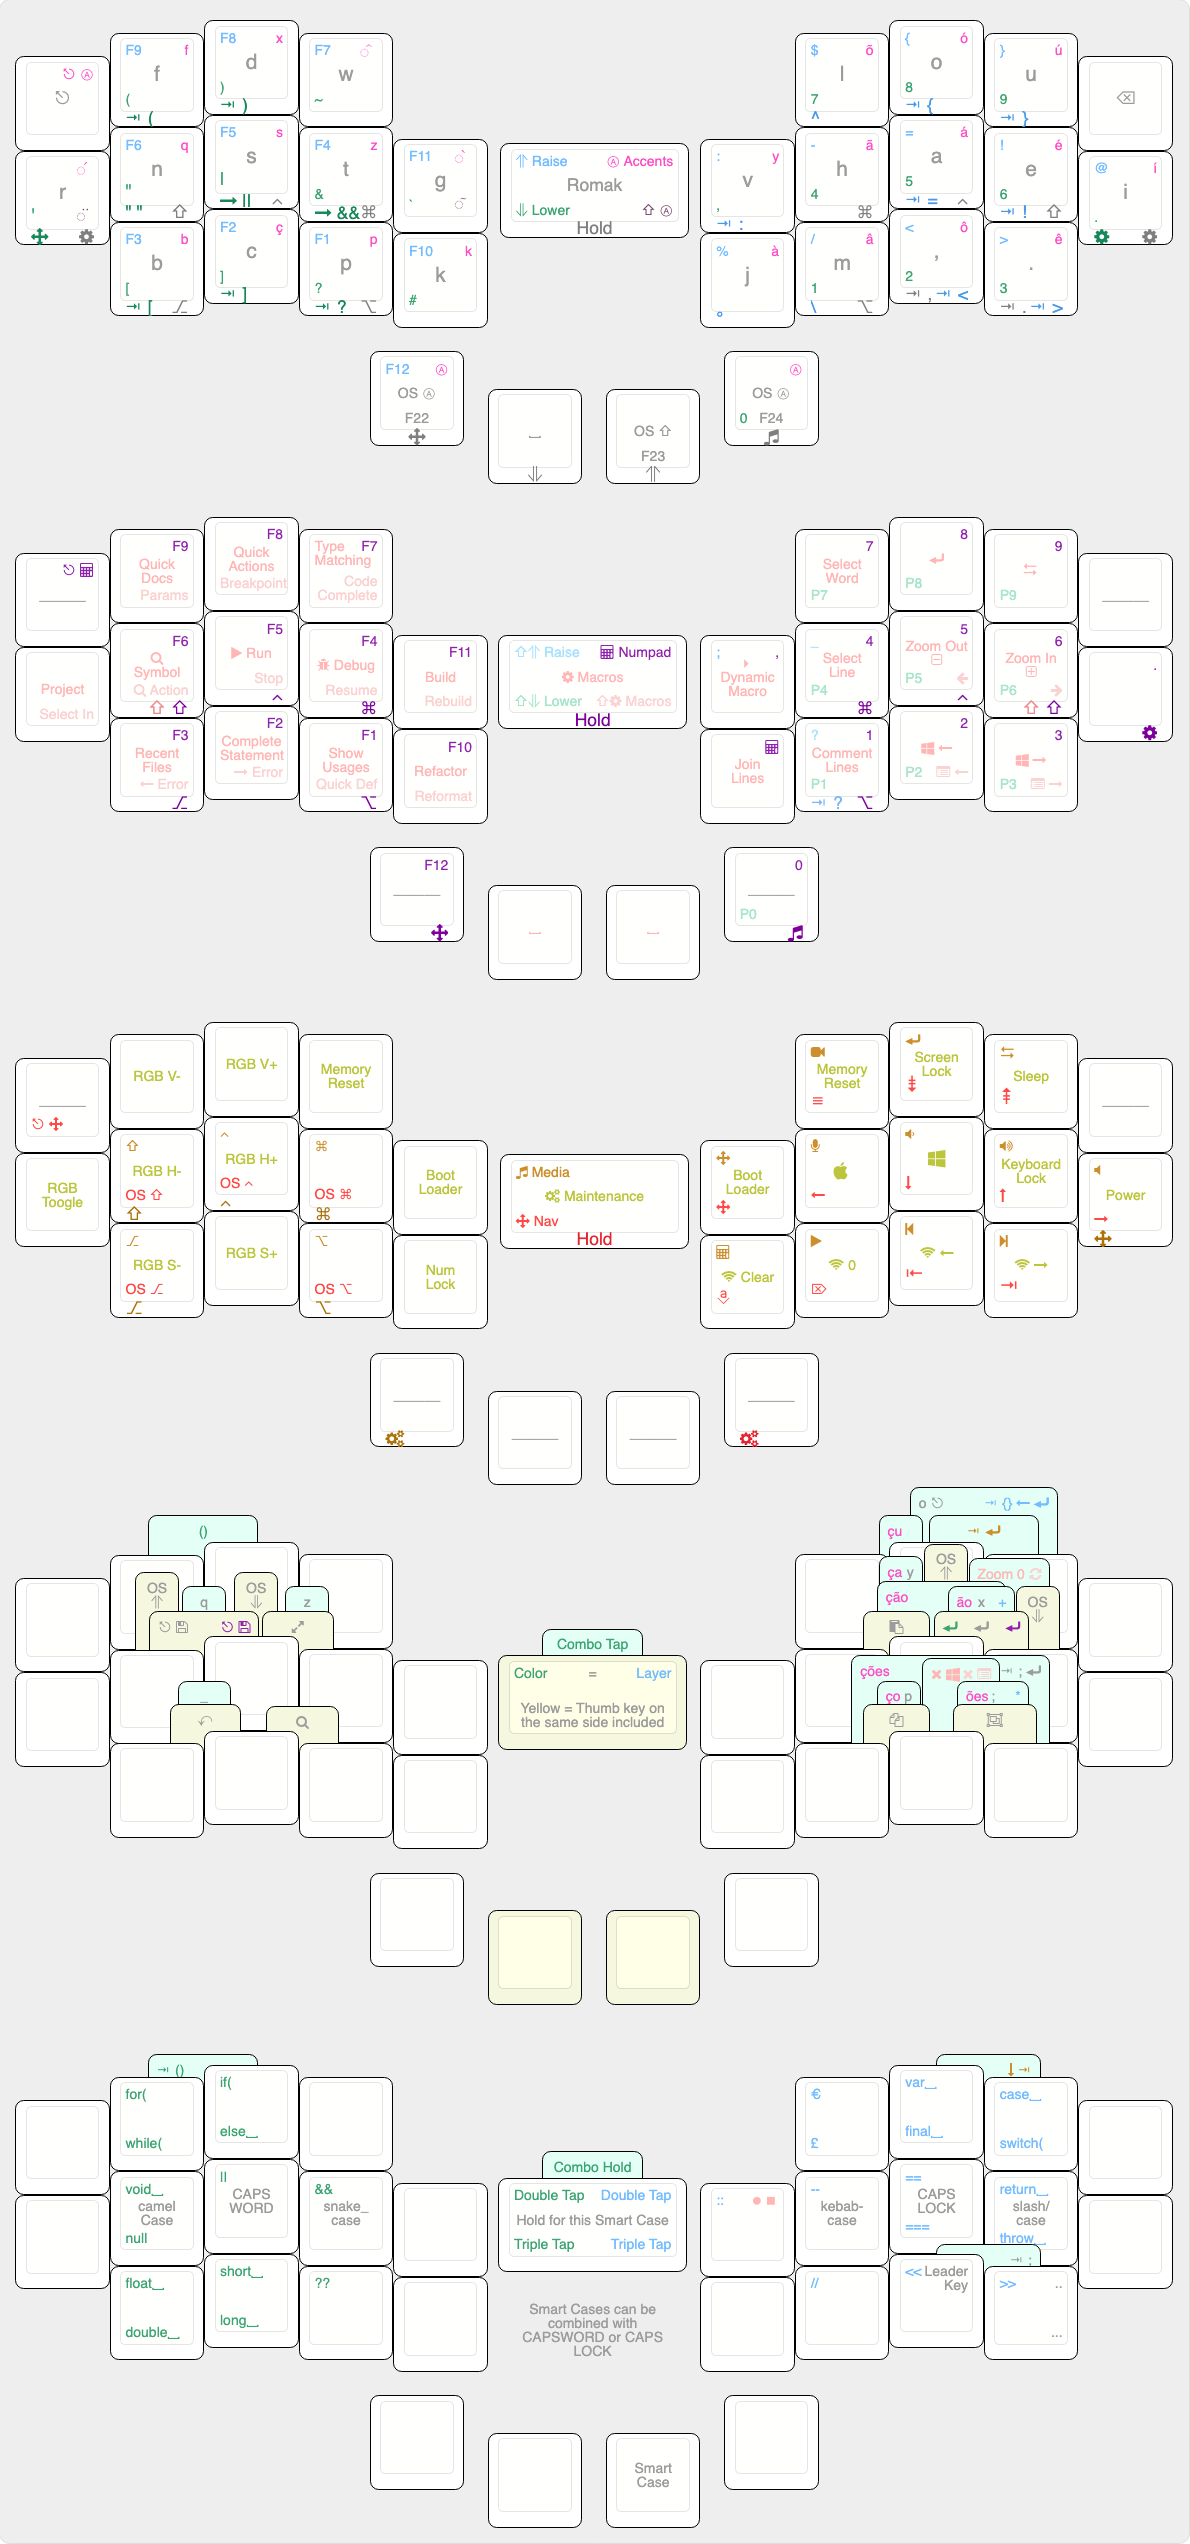 F9 f
f
(
⇥ (
F8 x
d
)
⇥ )
F7 ◌̂
w
~
$ õ
l
7
^
{ ó
o
8
⇥ {
} ú
u
9
⇥ }
Ⓐ
◌́
r
' ◌̈
F6 q
n
"
" "
F5 s
s
|
||
F4 z
t
&
&& ⌘
F11 ◌̀
g
` ◌̄
Raise Ⓐ Accents
Romak
Lower Ⓐ
Hold
: y
v
,
⇥ :
- ã
h
4
⌘
= á
a
5
⇥ = ^
! é
e
6
⇥ !
@ í
i
.
F3 b
b
[
⇥ [
F2 ç
c
]
⇥ ]
F1 p
p
?
⇥ ? ⌥
F10 k
k
#
% à
j
°
/ â
m
1
\ ⌥
< ô
,
2
⇥ , ⇥ <
> ê
.
3
⇥ . ⇥ >
F12 Ⓐ
OS Ⓐ
F22
OS ⇧
F23
Ⓐ
OS Ⓐ
0 F24
F9
Quick
Docs
Params
F8
Quick
Actions
Breakpoint
Type F7
Matching
Code
Complete
7
Select
Word
P7
8
P8
9
P9
Project
Select In
F6
Symbol
Action
F5
Run
Stop
^
F4
Debug
Resume
⌘
F11
Build
Rebuild
Raise Numpad
Macros
Lower Macros
Hold
; ,
Dynamic
Macro
_ 4
Select
Line
P4
⌘
5
Zoom Out
P5
^
6
Zoom In
P6
.
F3
Recent
Files
← Error
F2
Complete
Statement
→ Error
F1
Show
Usages
Quick Def
⌥
F10
Refactor
Reformat
Join
Lines
? 1
Comment
Lines
P1
⇥ ? ⌥
2
P2
3
P3
F12
0
P0
RGB V-
RGB V+
Memory
Reset
Memory
Reset
Screen
Lock
Sleep
RGB
Toogle
RGB H-
OS ⇧
^
RGB H+
OS ^
^
⌘
OS ⌘
⌘
Boot
Loader
Media
Maintenance
Nav
Hold
Boot
Loader
Keyboard
Lock
Power
RGB S-
OS ⌥
RGB S+
⌥
OS ⌥
⌥
Num
Lock
Clear
a
0
()
OS
q
OS
z
_
o ⇥ {} ←
çu
ça y
OS
Zoom 0
ção
ão x +
OS
Combo Tap
Color = Layer
Yellow = Thumb key on
the same side included
ções
⇥ ;
ço p
ões ; *
⇥ ()
for(
while(
if(
else␣
€
£
var␣
final␣
case␣
switch(
void␣
camel
Case
null
||
CAPS
WORD
&&
snake_
case
Combo Hold
Double Tap Double Tap
Hold for this Smart Case
Triple Tap Triple Tap
::
--
kebab-
case
==
CAPS
LOCK
===
return␣
slash/
case
throw␣
⇥ ;
float␣
double␣
short␣
long␣
??
Smart Cases can be
combined with
CAPSWORD or CAPS
LOCK
//
<< Leader
Key
>> ..
...
Smart
Case